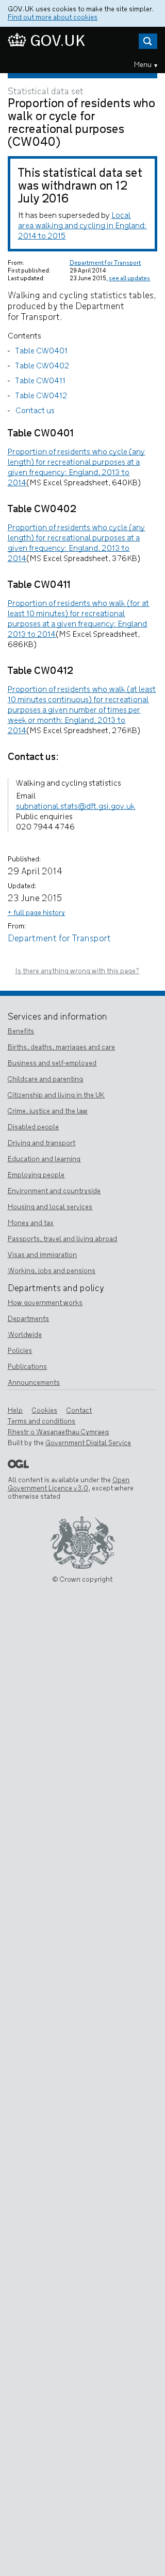 GOV.UK uses cookies to make the site simpler.
Find out more about cookies
GOV.UK
Menu ▾
Statistical data set
Proportion of residents who
walk or cycle for
recreational purposes
(CW040)
This statistical data set
was withdrawn on 12
July 2016
It has been superseded by Local
area walking and cycling in England:
2014 to 2015
From: Department for Transport
First published: 29 April 2014
Last updated: 23 June 2015, see all updates
Walking and cycling statistics tables,
produced by the Department
for Transport.
Contents
- Table CW0401
- Table CW0402
- Table CW0411
- Table CW0412
- Contact us
Table CW0401
Proportion of residents who cycle (any
length) for recreational purposes at a
given frequency: England, 2013 to
2014(MS Excel Spreadsheet, 640KB)
Table CW0402
Proportion of residents who cycle (any
length) for recreational purposes at a
given frequency: England, 2013 to
2014(MS Excel Spreadsheet, 376KB)
Table CW0411
Proportion of residents who walk (for at
least 10 minutes) for recreational
purposes at a given frequency: England
2013 to 2014(MS Excel Spreadsheet,
686KB)
Table CW0412
Proportion of residents who walk (at least
10 minutes continuous) for recreational
purposes a given number of times per
week or month: England, 2013 to
2014(MS Excel Spreadsheet, 276KB)
Contact us:
Walking and cycling statistics
Email
subnational.stats@dft.gsi.gov.uk
Public enquiries
020 7944 4746
Published:
29 April 2014
Updated:
23 June 2015
+ full page history
From:
Department for Transport
Is there anything wrong with this page?
Services and information
Benefits
Births, deaths, marriages and care
Business and self-employed
Childcare and parenting
Citizenship and living in the UK
Crime, justice and the law
Disabled people
Driving and transport
Education and learning
Employing people
Environment and countryside
Housing and local services
Money and tax
Passports, travel and living abroad
Visas and immigration
Working, jobs and pensions
Departments and policy
How government works
Departments
Worldwide
Policies
Publications
Announcements
Help Cookies Contact
Terms and conditions
Rhestr o Wasanaethau Cymraeg
Built by the Government Digital Service
OGL
All content is available under the Open
Government Licence v3.0, except where
otherwise stated
© Crown copyright